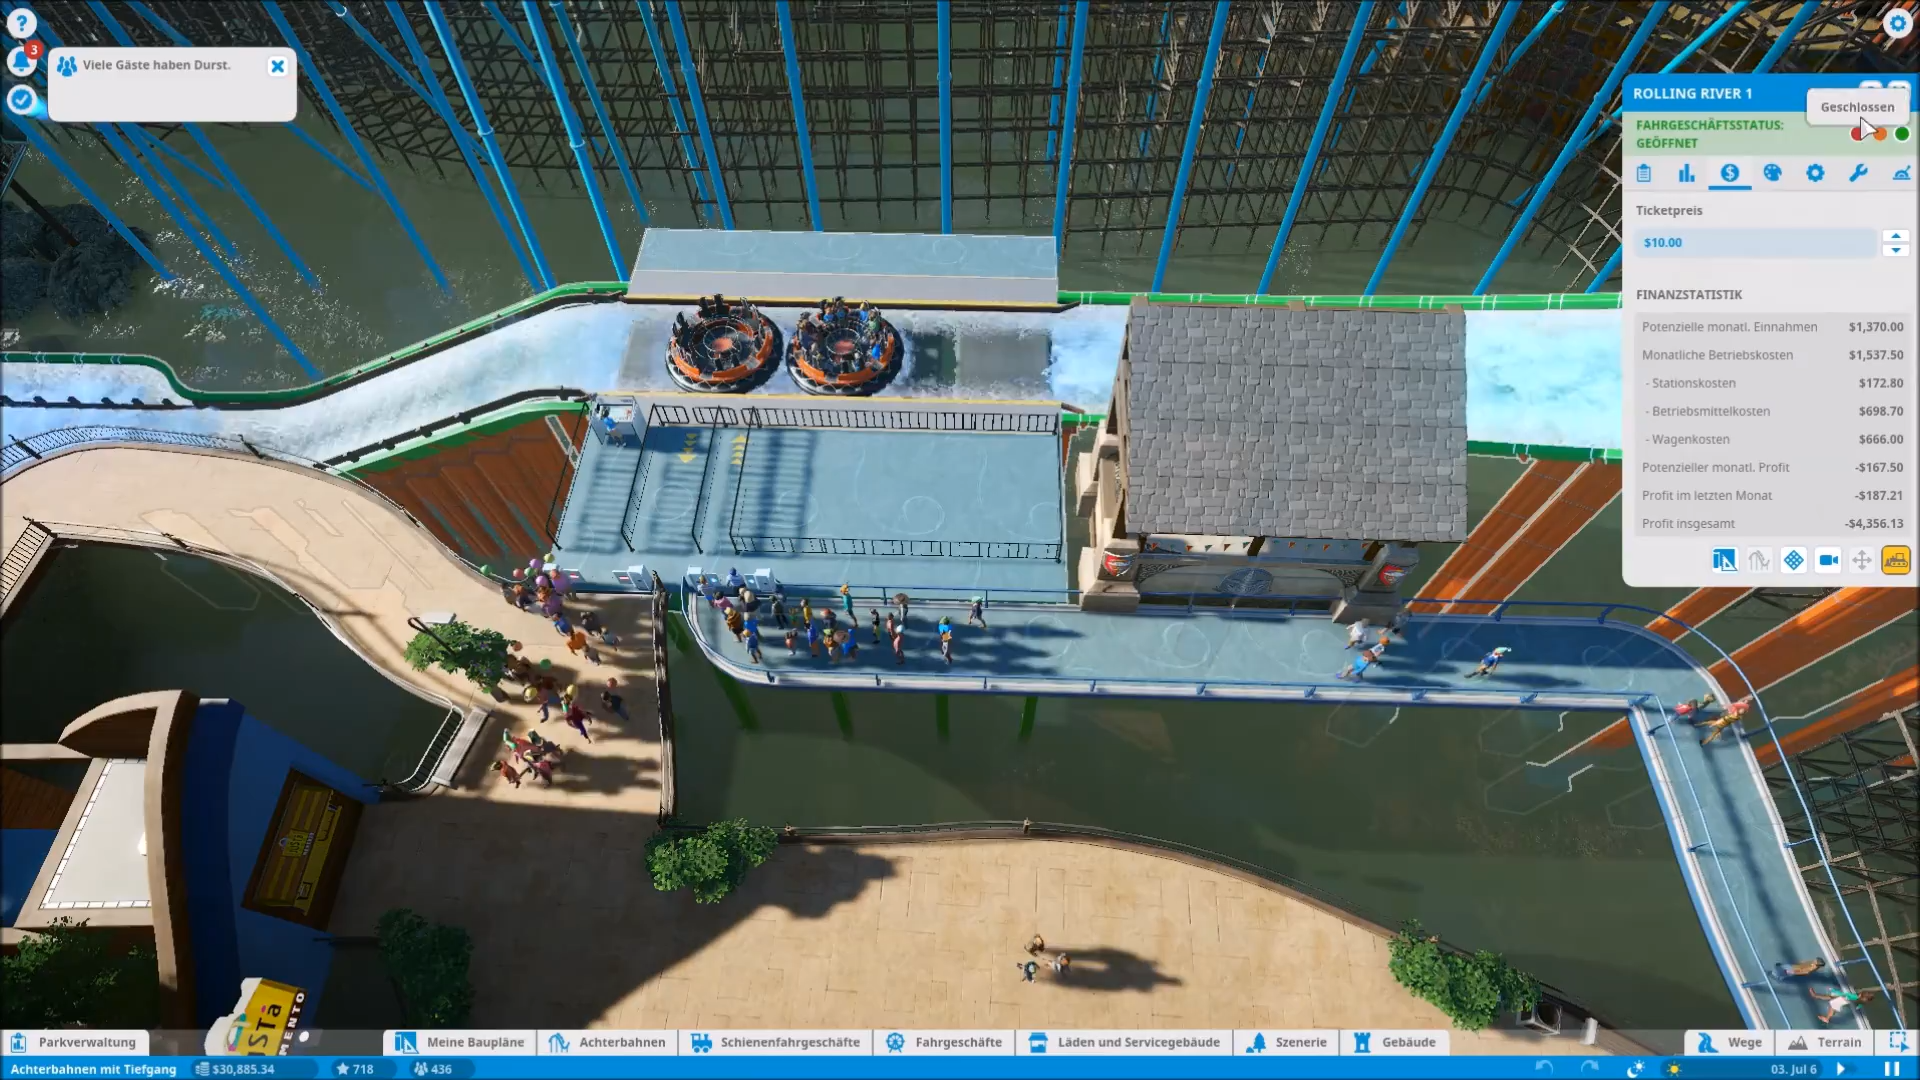 ?
3
Viele Gäste haben Durst.
ROLLING RIVER 1
Geschlossen
FAHRGESCHÄFTSSTATUS:
GEÖFFNET
Ticketpreis
$10.00
FINANZSTATISTIK
Potenzielle monatl. Einnahmen $1,370.00
Monatliche Betriebskosten $1,537.50
- Stationskosten $172.80
- Betriebsmittelkosten $698.70
- Wagenkosten $666.00
Potenzieller monatl. Profit -$167.50
Profit im letzten Monat -$187.21
Profit insgesamt -$4,356.13
Parkverwaltung
Meine Baupläne
Achterbahnen
Schienenfahrgeschäfte
Fahrgeschäfte
Läden und Servicegebäude
Szenerie
Gebäude
Wege
Terrain
Achterbahnen mit Tiefgang
$30,885.34
718
436
03. Jul 6